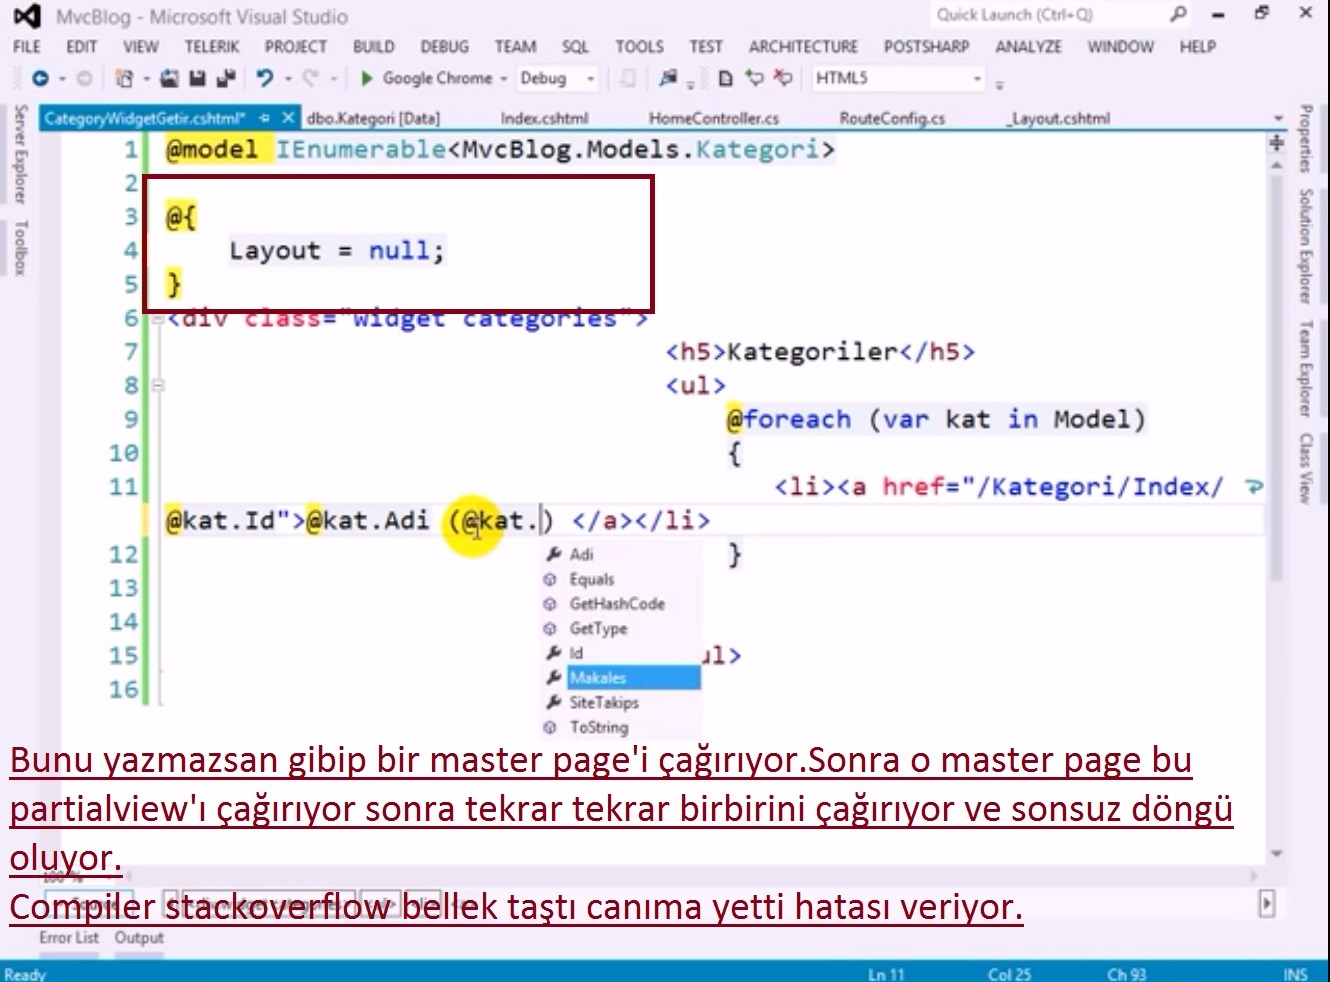 MvcBlog - Microsoft Visual Studio
Quick Launch (Ctrl+Q)
FILE EDIT VIEW TELERIK PROJECT BUILD DEBUG TEAM SQL TOOLS TEST ARCHITECTURE POSTSHARP ANALYZE WINDOW HELP
Google Chrome Debug HTML5
CategoryWidgetGetir.cshtml* dbo.Kategori [Data] Index.cshtml HomeController.cs RouteConfig.cs _Layout.cshtml
Server Explorer
Toolbox
Properties
Solution Explorer
Team Explorer
Class View
1 @model IEnumerable<MvcBlog.Models.Kategori>
2
3 @{
4 Layout = null;
5 }
6 <div class="widget categories">
7 <h5>Kategoriler</h5>
8 <ul>
9 @foreach (var kat in Model)
10 {
11 <li><a href="/Kategori/Index/
@kat.Id">@kat.Adi (@kat.) </a></li>
12 }
13
14
15 ul>
16
Adi
Equals
GetHashCode
GetType
Id
Makales
SiteTakips
ToString
Bunu yazmazsan gibip bir master page'i çağırıyor.Sonra o master page bu
partialview'ı çağırıyor sonra tekrar tekrar birbirini çağırıyor ve sonsuz döngü
oluyor.
100 %
Compiler stackoverflow bellek taştı canıma yetti hatası veriyor.
Error List Output
Ready Ln 11 Col 25 Ch 93 INS